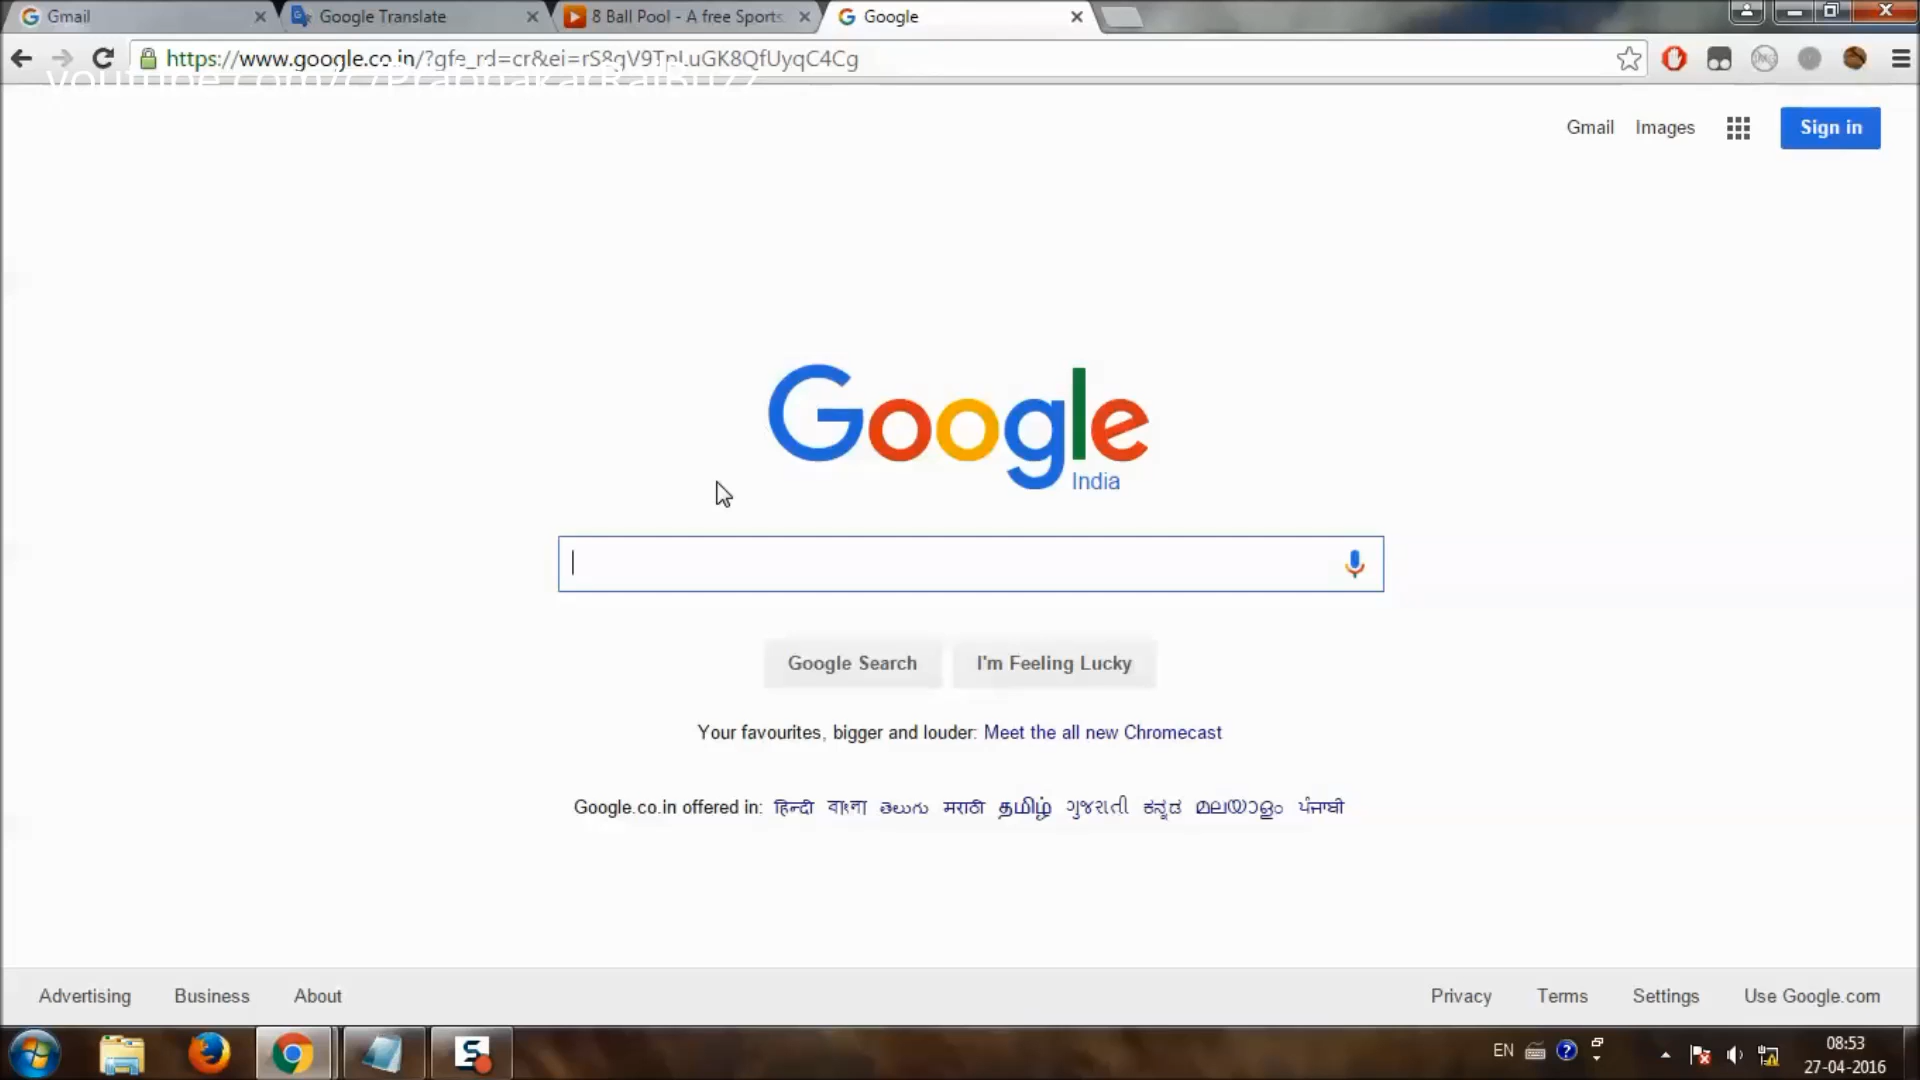 Gmail
Google Translate
8 Ball Pool - A free Sports
Google
https://www.google.co.in/?gfe_rd=cr&ei=rS8gV9TpLuGK8QfUyqC4Cg
Gmail Images Sign in
Google
India
Google Search I'm Feeling Lucky
Your favourites, bigger and louder: Meet the all new Chromecast
Google.co.in offered in: हिन्दी বাংলা తెలుగు मराठी தமிழ் ગુજરાતી ಕನ್ನಡ മലയാളം ਪੰਜਾਬੀ
Advertising Business About Privacy Terms Settings Use Google.com
EN
08:53
27-04-2016